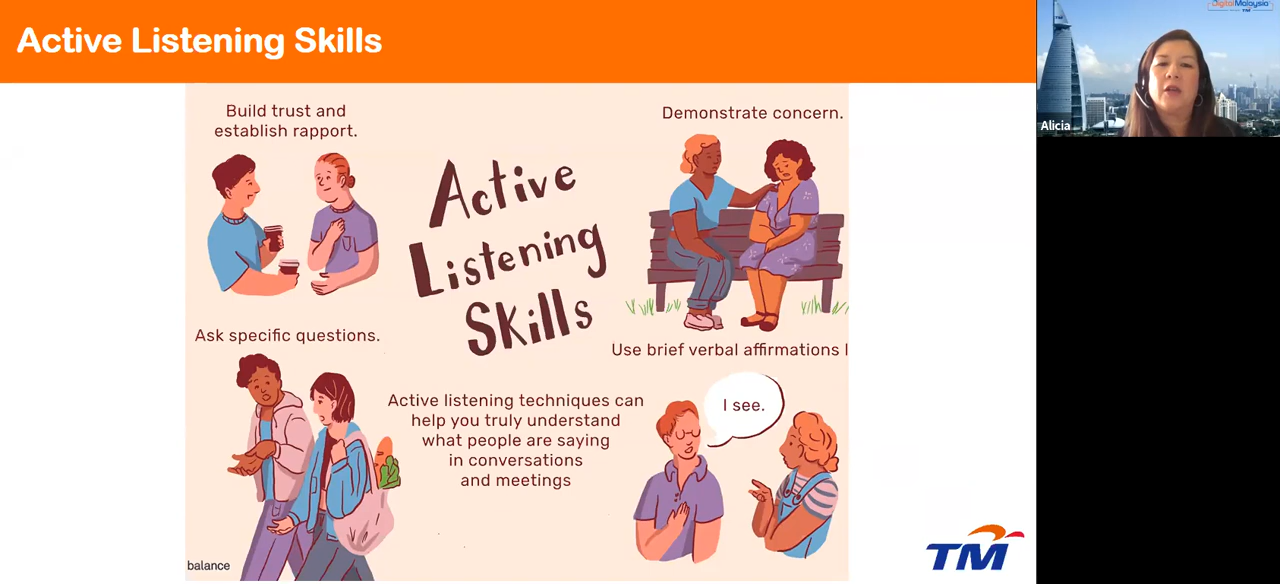 Active Listening Skills
Build trust and
establish rapport.
Demonstrate concern.
Active
Listening
Skills
Ask specific questions.
Use brief verbal affirmations l
I see.
Active listening techniques can
help you truly understand
what people are saying
in conversations
and meetings
balance
TM
DigitalMalaysia
TM
Alicia